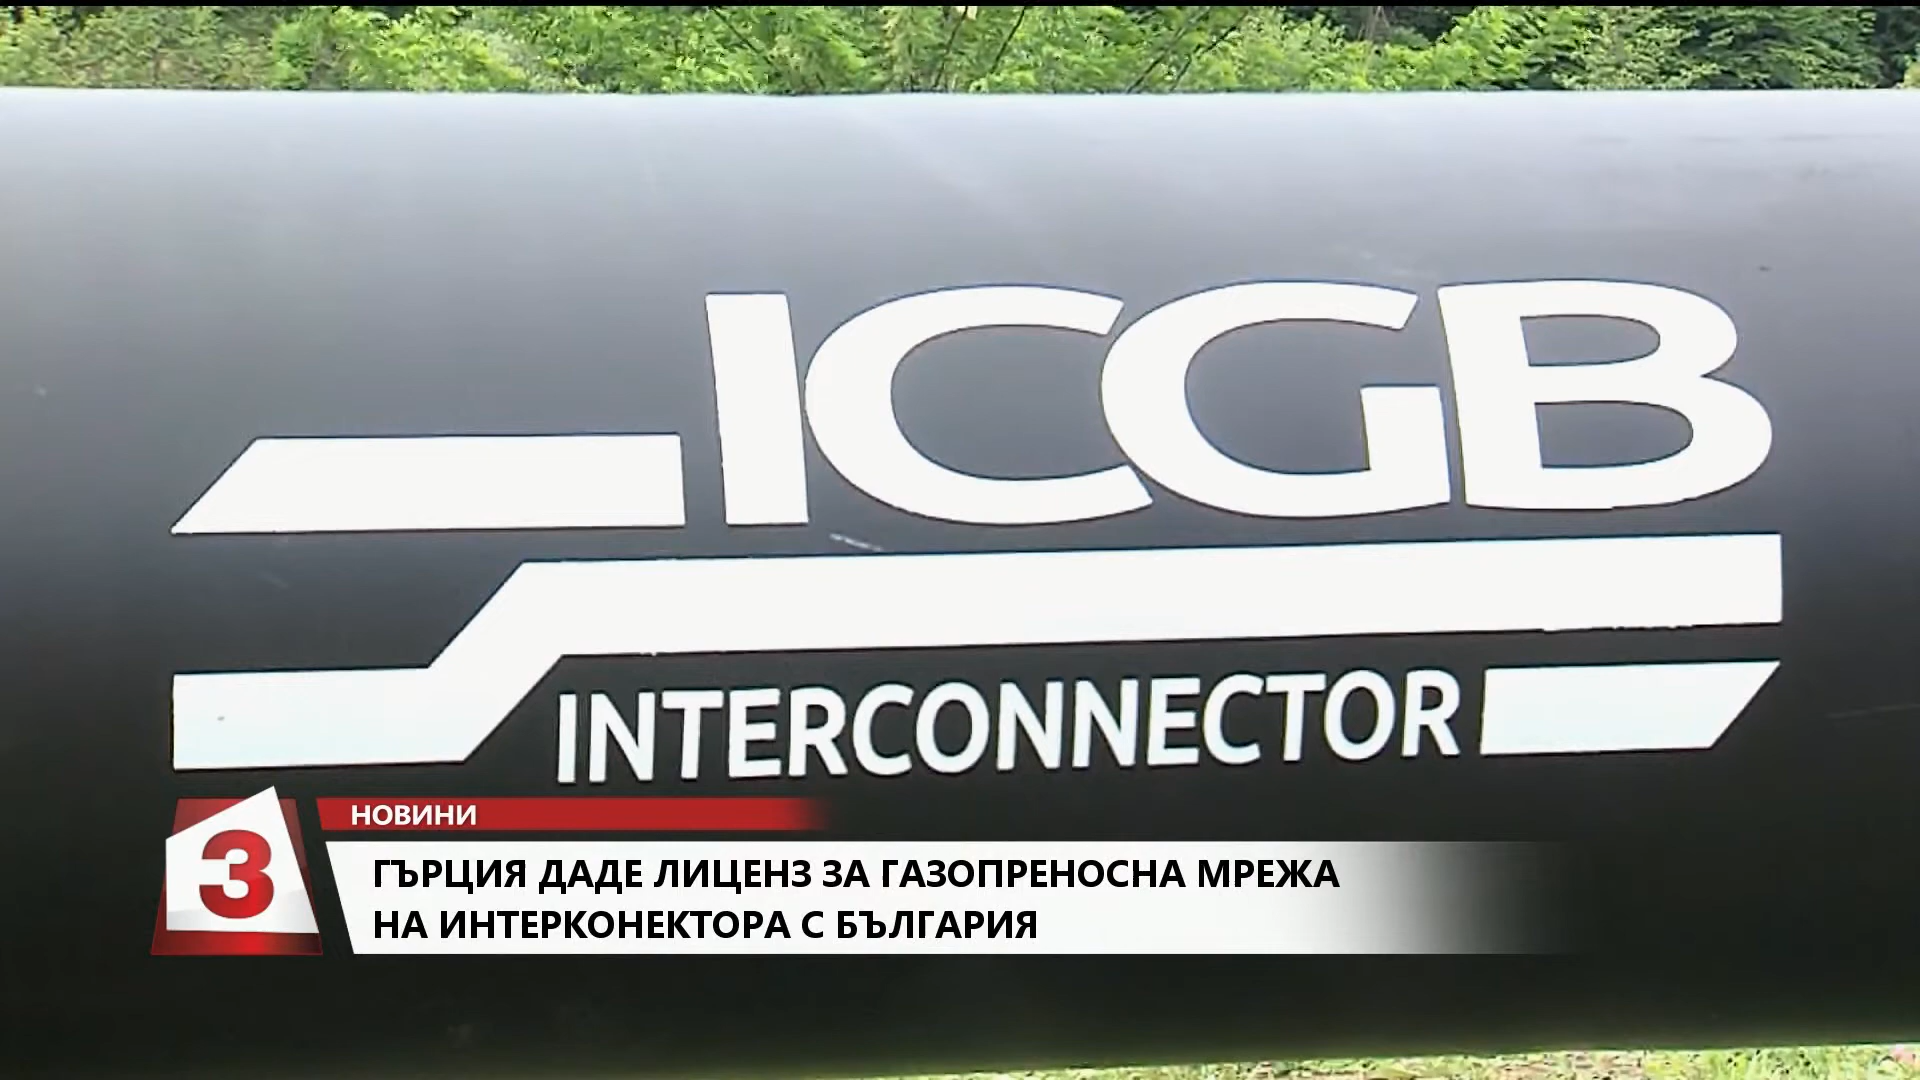 ICGB
INTERCONNECTOR
3
НОВИНИ
ГЪРЦИЯ ДАДЕ ЛИЦЕНЗ ЗА ГАЗОПРЕНОСНА МРЕЖА
НА ИНТЕРКОНЕКТОРА С БЪЛГАРИЯ